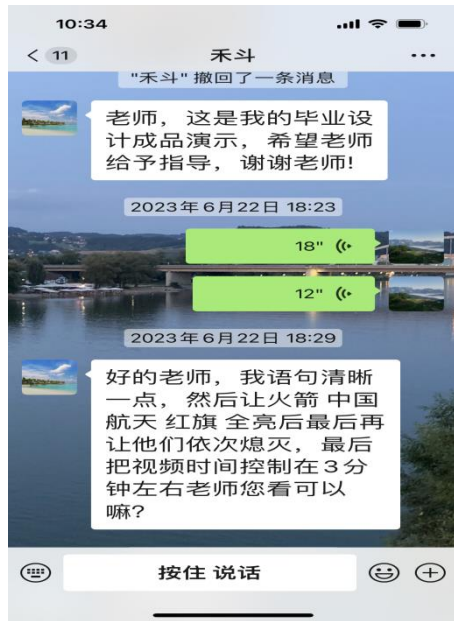 10:34
11
禾斗
"禾斗" 撤回了一条消息
老师，这是我的毕业设
计成品演示，希望老师
给予指导，谢谢老师!
2023年6月22日 18:23
18"
12"
2023年6月22日 18:29
好的老师，我语句清晰
一点，然后让火箭 中国
航天 红旗 全亮后最后再
让他们依次熄灭，最后
把视频时间控制在3分
钟左右老师您看可以
嘛?
按住 说话